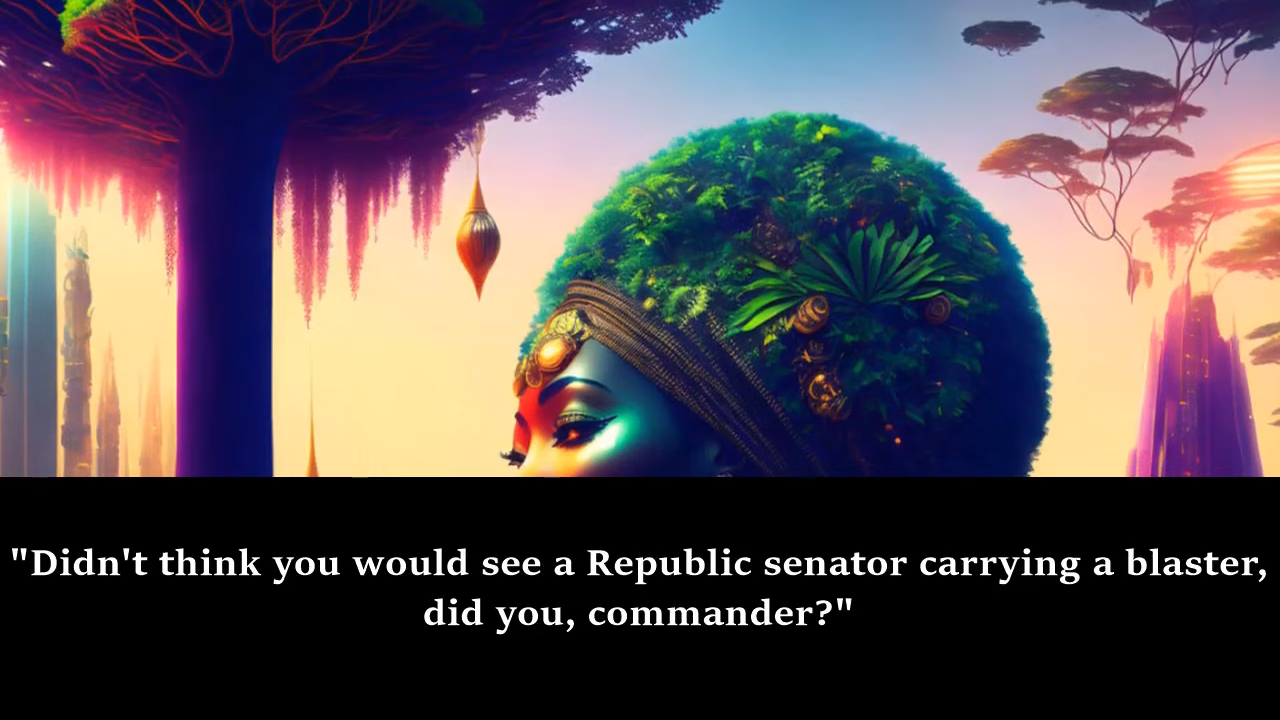 "Didn't think you would see a Republic senator carrying a blaster,
did you, commander?"